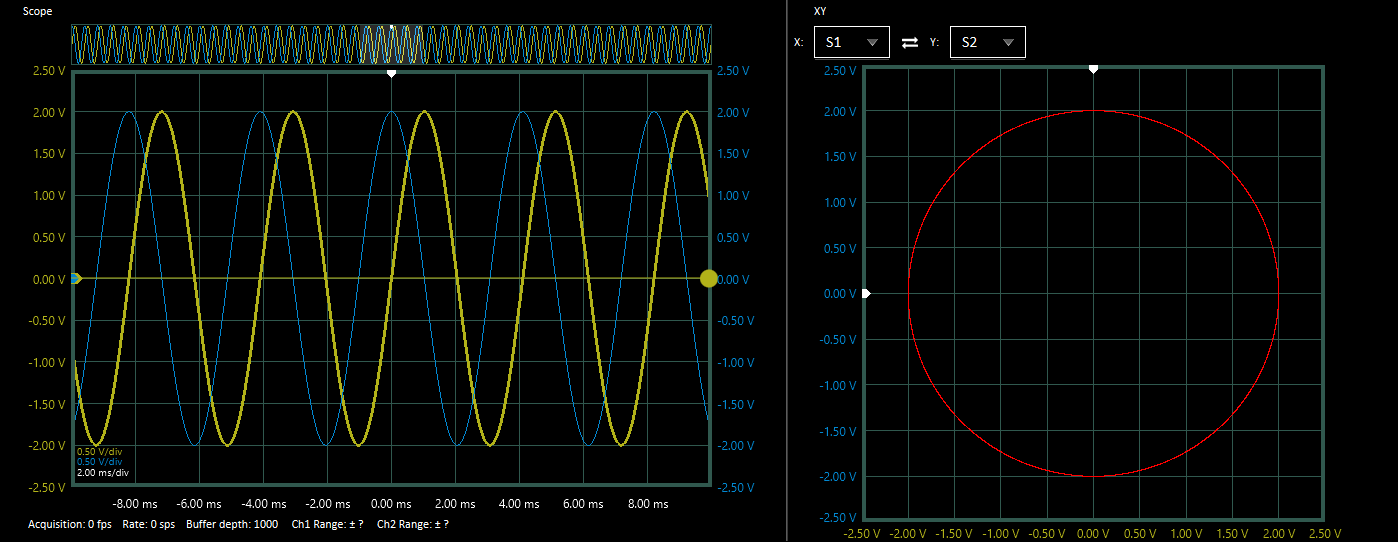 Scope
2.50 V 2.50 V
2.00 V 2.00 V
1.50 V 1.50 V
1.00 V 1.00 V
0.50 V 0.50 V
0.00 V 0.00 V
-0.50 V -0.50 V
-1.00 V -1.00 V
-1.50 V -1.50 V
-2.00 V -2.00 V
0.50 V/div
0.50 V/div
2.00 ms/div
-2.50 V -2.50 V
-8.00 ms -6.00 ms -4.00 ms -2.00 ms 0.00 ms 2.00 ms 4.00 ms 6.00 ms 8.00 ms
Acquisition: 0 fps Rate: 0 sps Buffer depth: 1000 Ch1 Range: ± ? Ch2 Range: ± ?
XY
X: S1 Y: S2
2.50 V
2.00 V
1.50 V
1.00 V
0.50 V
0.00 V
-0.50 V
-1.00 V
-1.50 V
-2.00 V
-2.50 V
-2.50 V -2.00 V -1.50 V -1.00 V -0.50 V 0.00 V 0.50 V 1.00 V 1.50 V 2.00 V 2.50 V